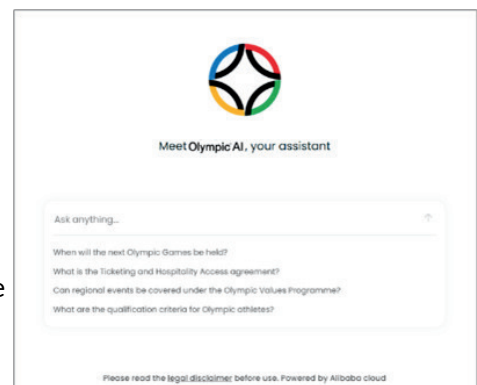 Meet Olympic AI, your assistant
Ask anything...
When will the next Olympic Games be held?
What is the Ticketing and Hospitality Access agreement?
Can regional events be covered under the Olympic Values Programme?
What are the qualification criteria for Olympic athletes?
Please read the legal disclaimer before use. Powered by Alibaba cloud